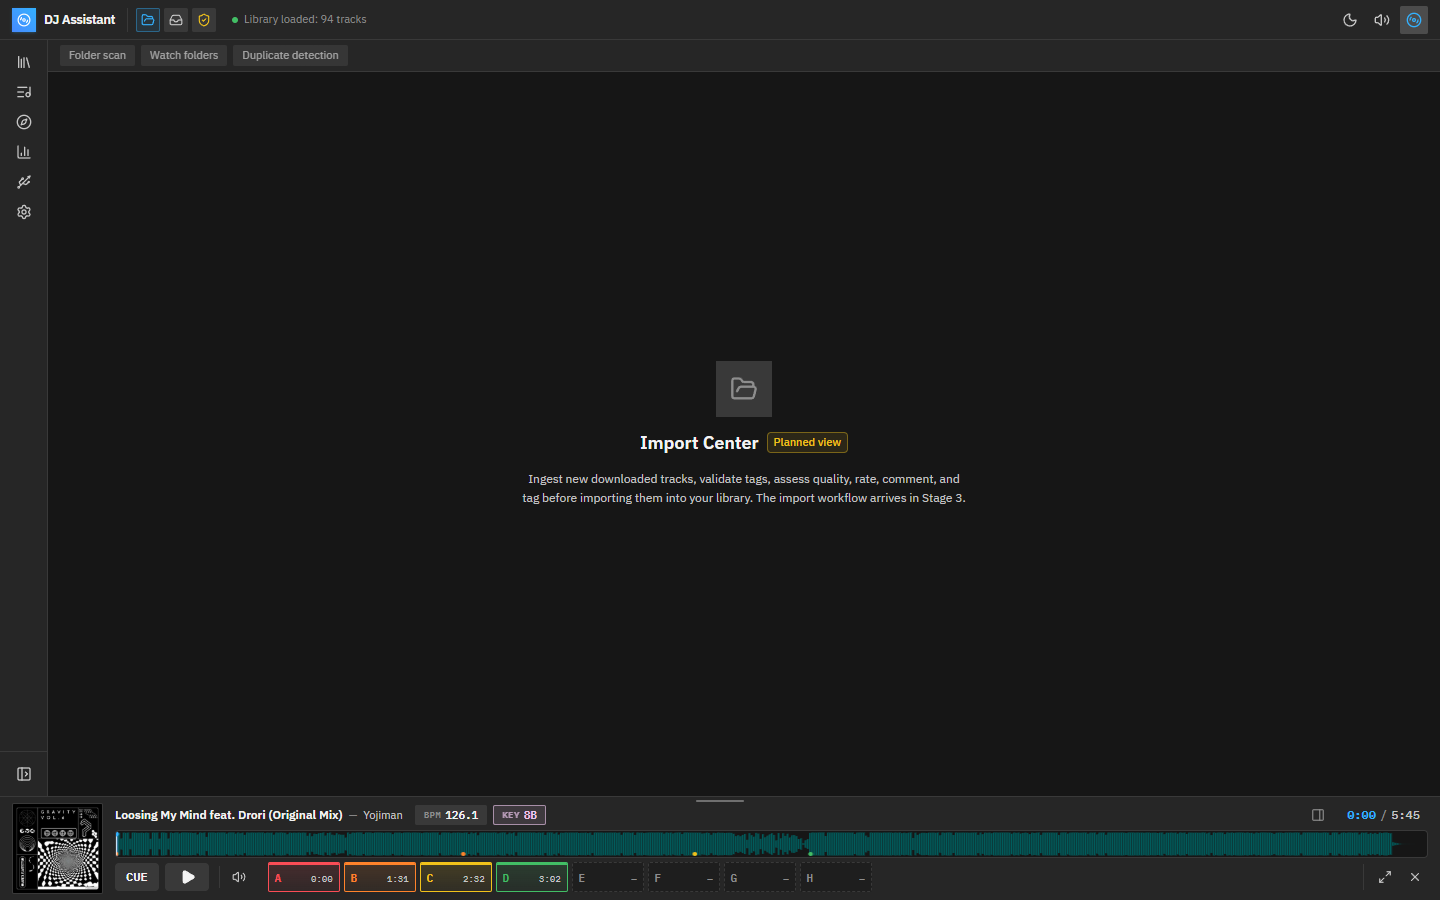 DJ Assistant
Library loaded: 94 tracks
Folder scan
Watch folders
Duplicate detection
Import Center
Planned view
Ingest new downloaded tracks, validate tags, assess quality, rate, comment, and
tag before importing them into your library. The import workflow arrives in Stage 3.
GRAVITY
Loosing My Mind feat. Drori (Original Mix) — Yojiman
BPM 126.1
KEY 8B
0:00 / 5:45
CUE
A 0:00
B 1:31
C 2:32
D 3:02
E –
F –
G –
H –